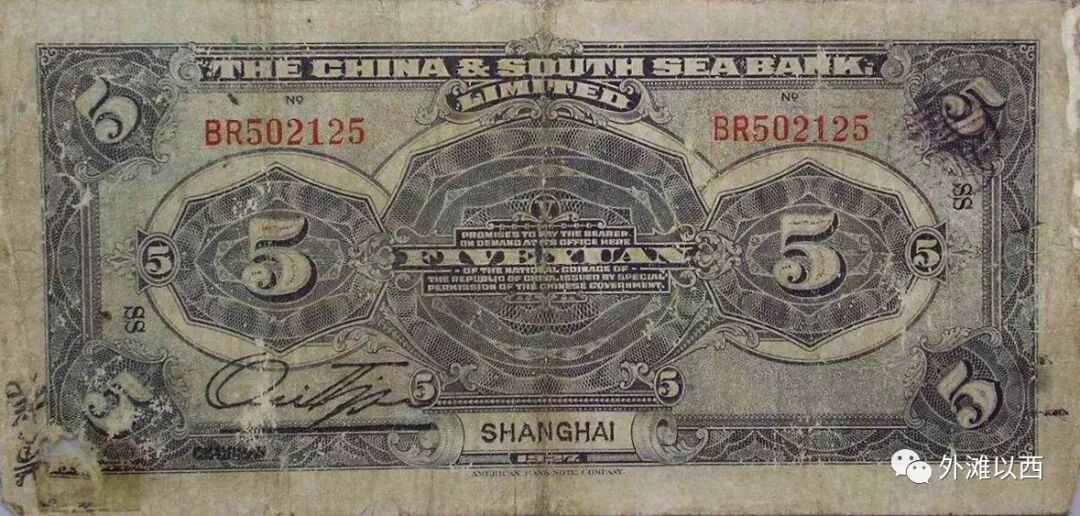 THE CHINA & SOUTH SEA BANK,
LIMITED
5
5
Nº
Nº
BR502125
BR502125
SS
5
5
V
PROMISES TO PAY THE BEARER
ON DEMAND AT ITS OFFICE HERE
FIVE YUAN
OF THE NATIONAL COINAGE OF
THE REPUBLIC OF CHINA, ISSUED BY SPECIAL
PERMISSION OF THE CHINESE GOVERNMENT.
5
5
SS
5
5
5
5
SHANGHAI
1927
AMERICAN BANK NOTE COMPANY.
外滩以西